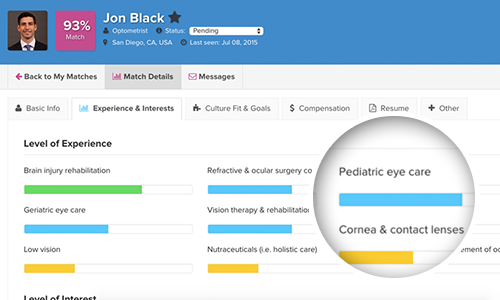 Jon Black
93%
Match
Optometrist Status: Pending
San Diego, CA, USA Last seen: Jul 08, 2015
Back to My Matches Match Details Messages
Basic Info Experience & Interests Culture Fit & Goals Compensation Resume Other
Level of Experience
Brain injury rehabilitation Refractive & ocular surgery co Pediatric eye care
Geriatric eye care Vision therapy & rehabilitation Cornea & contact lenses
Low vision Nutraceuticals (i.e. holistic care) ement of oc
Level of Interest